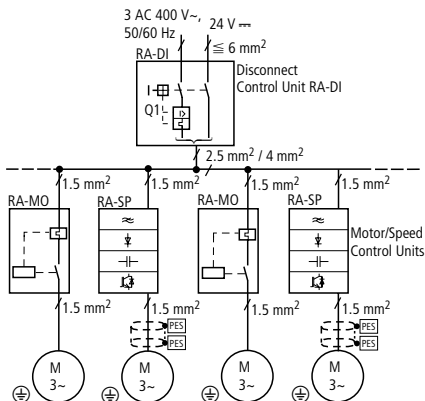 3 AC 400 V~,
50/60 Hz
24 V ⎓
RA-DI
≦ 6 mm²
Disconnect
Control Unit RA-DI
I
Q1
I>
2.5 mm² / 4 mm²
1.5 mm² 1.5 mm² 1.5 mm² 1.5 mm²
RA-MO RA-SP RA-MO RA-SP
Motor/Speed
Control Units
1.5 mm² 1.5 mm² 1.5 mm² 1.5 mm²
PES PES
PES PES
M M M M
3~ 3~ 3~ 3~